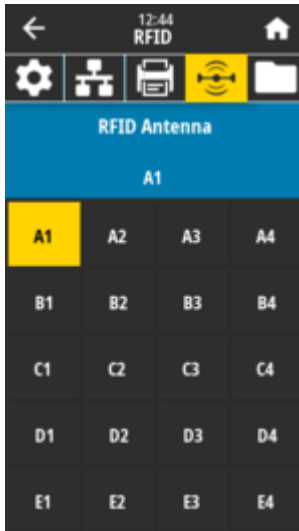 12:44
RFID
RFID Antenna
A1
A1 A2 A3 A4
B1 B2 B3 B4
C1 C2 C3 C4
D1 D2 D3 D4
E1 E2 E3 E4